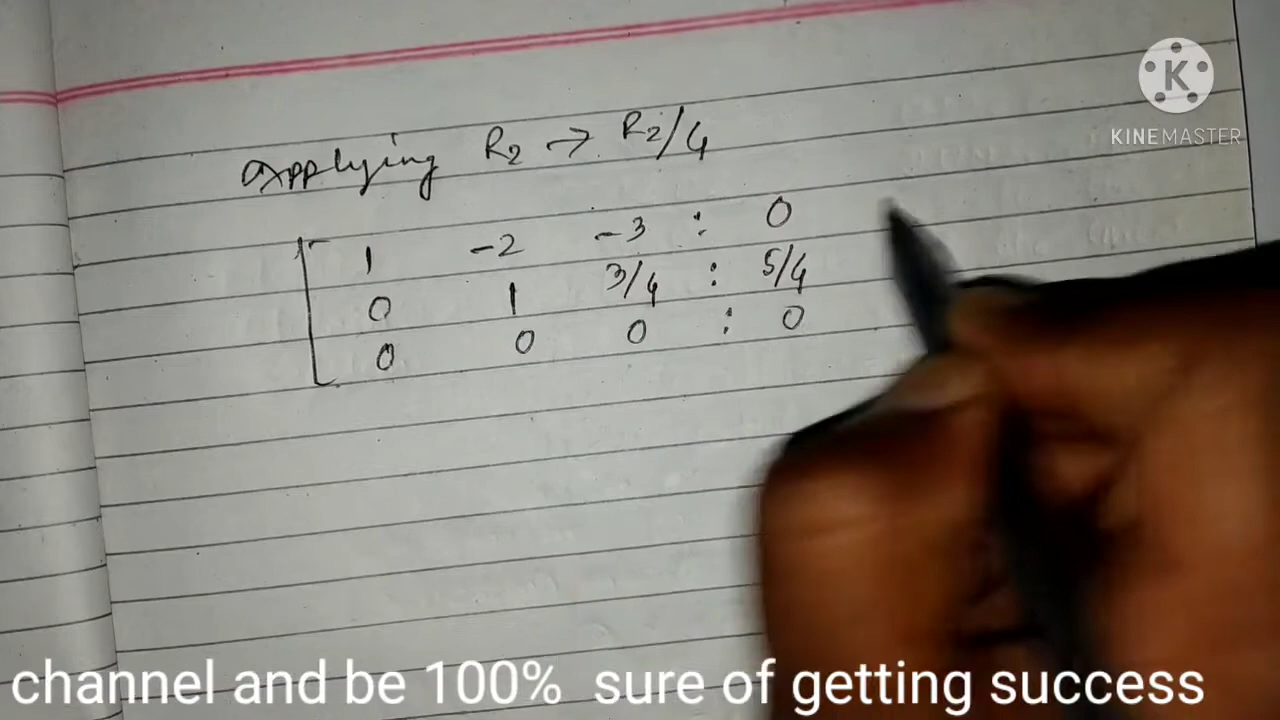 applying R2 → R2/4
1 -2 -3 : 0
0 1 3/4 : 5/4
0 0 0 : 0
KINEMASTER
channel and be 100% sure of getting success